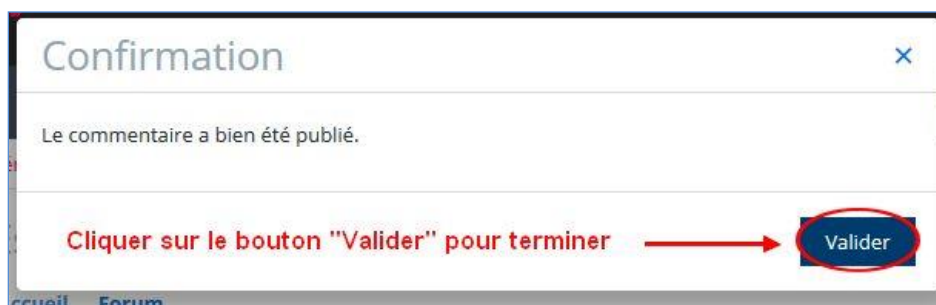 Confirmation
×
Le commentaire a bien été publié.
Cliquer sur le bouton "Valider" pour terminer
Valider
Forum